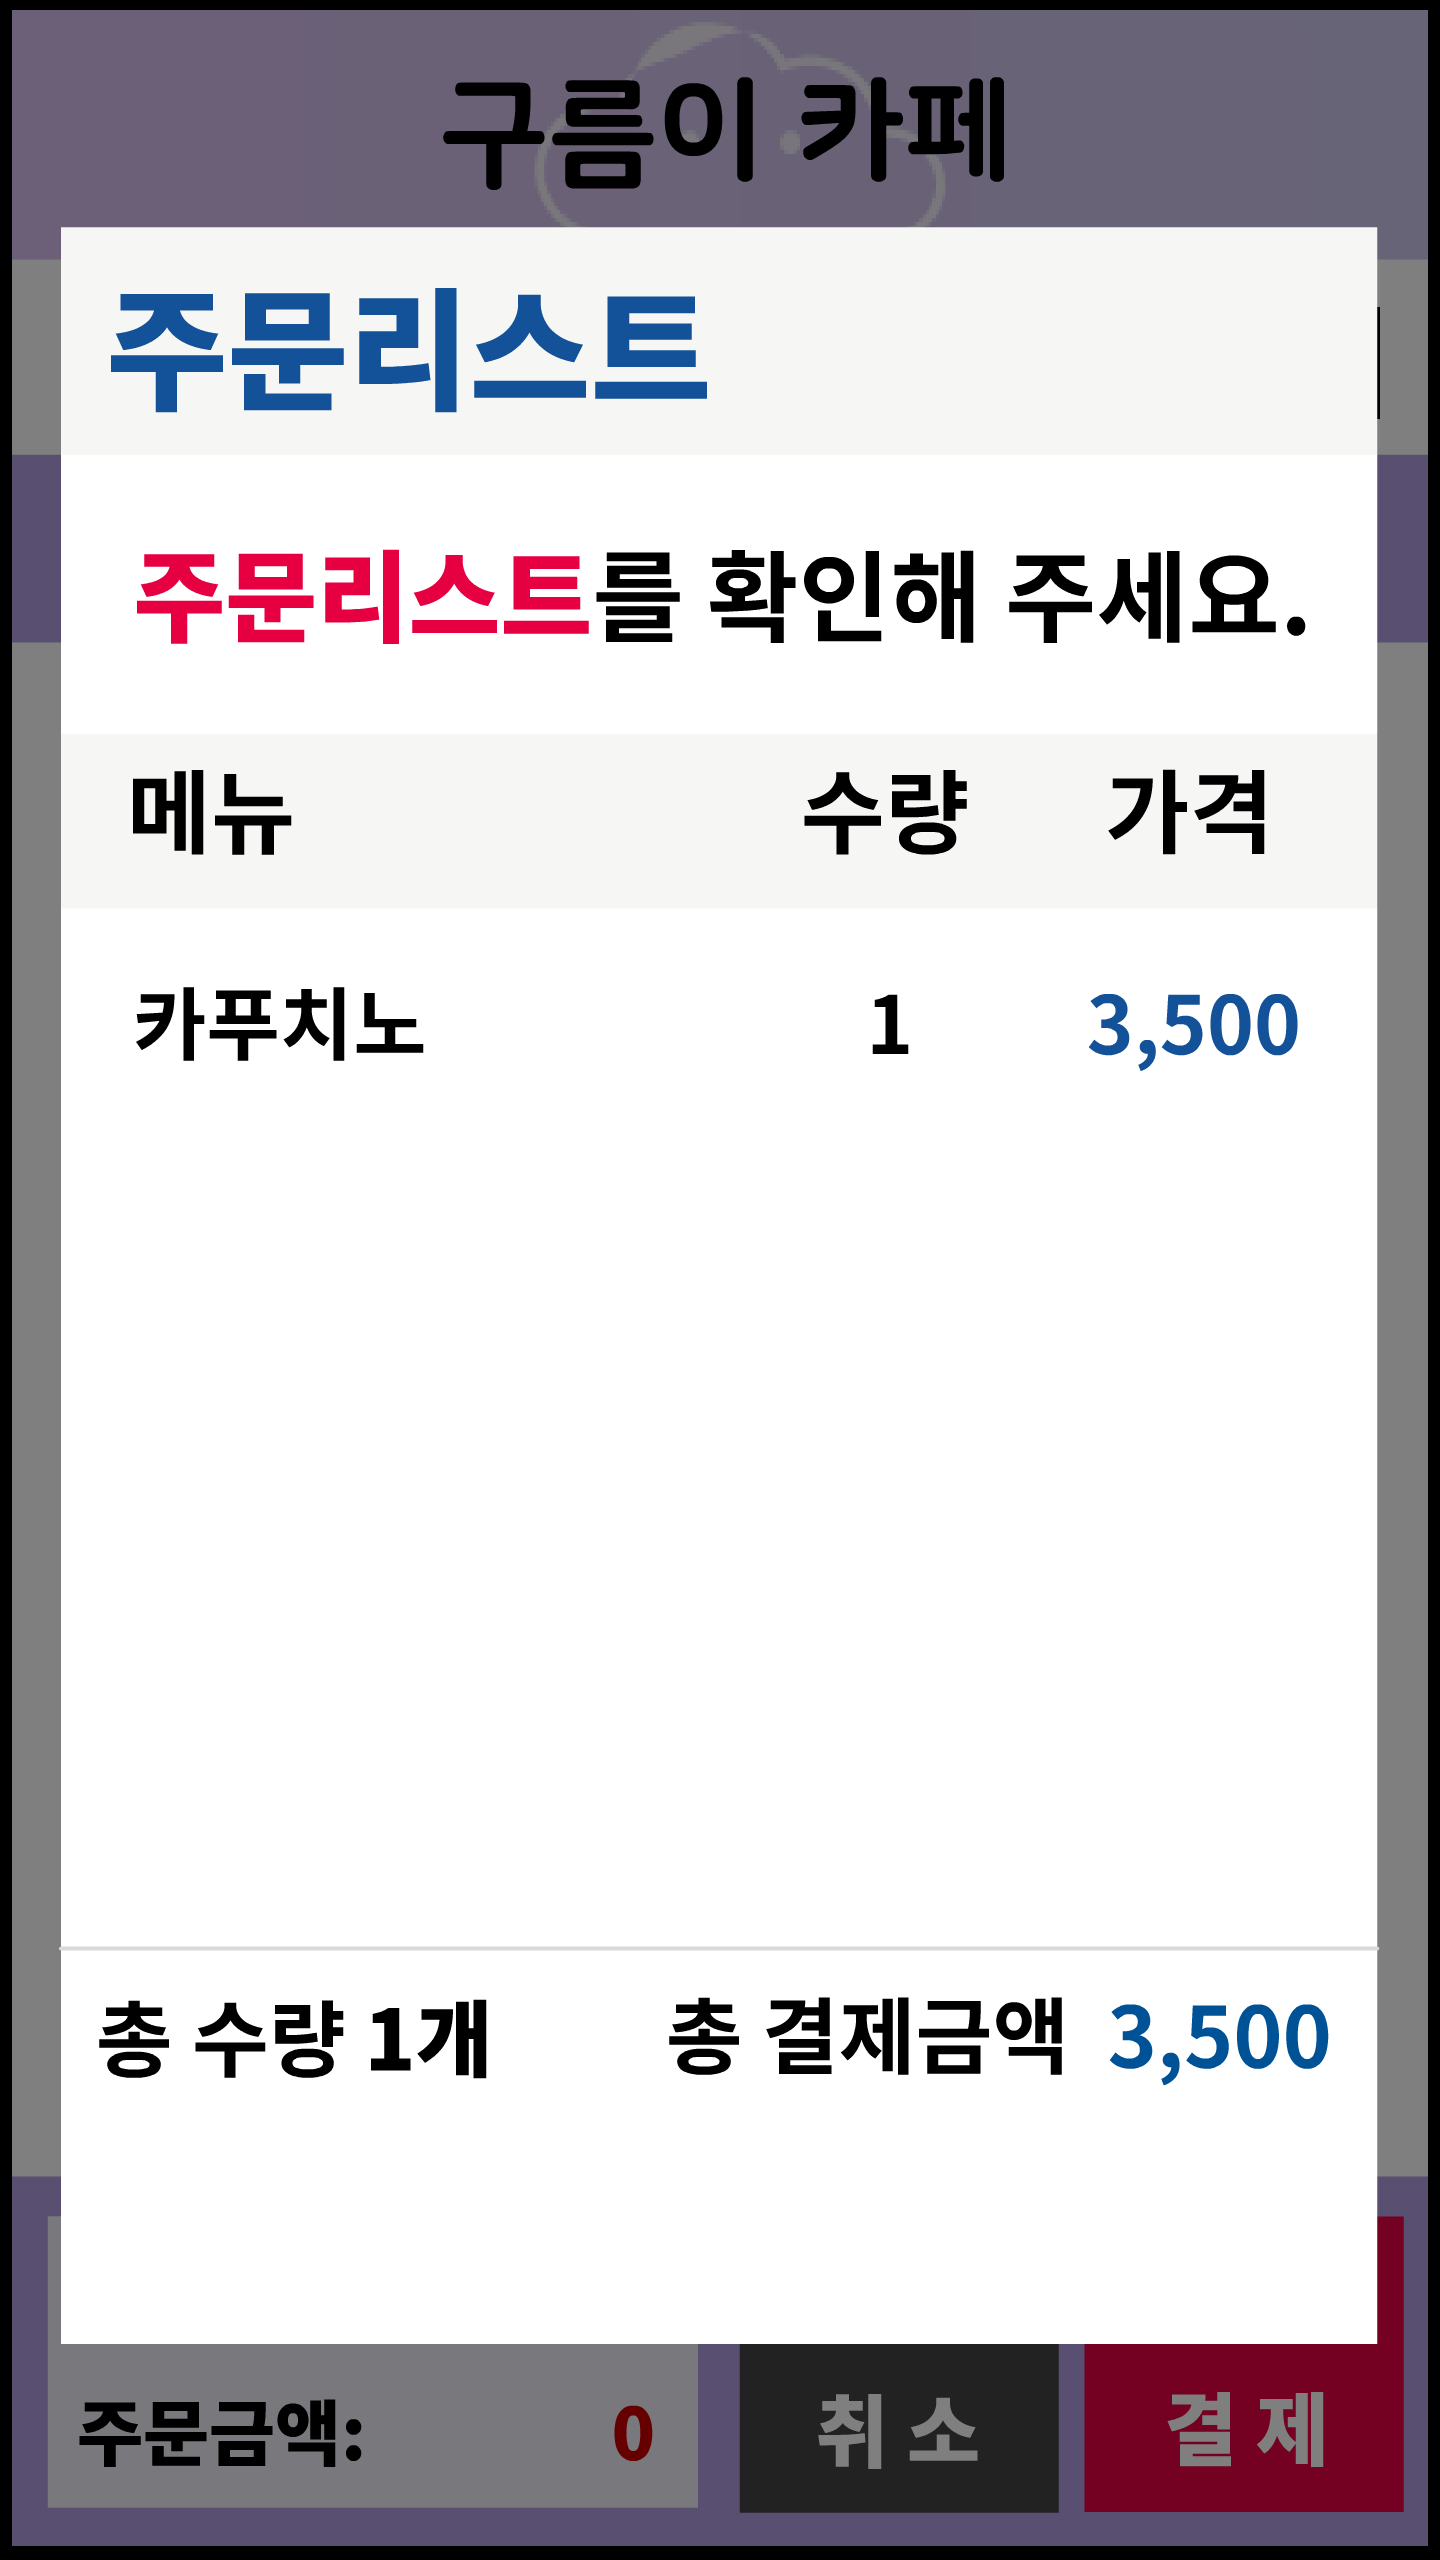 구름이 카페
주문리스트
주문리스트를 확인해 주세요.
메뉴 수량 가격
카푸치노 1 3,500
총 수량 1개 총 결제금액 3,500
주문금액: 0 취 소 결 제